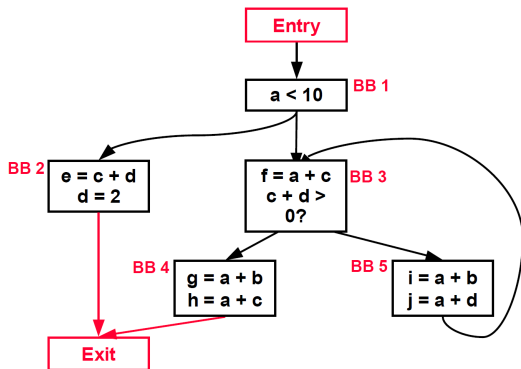 Entry
BB 1
a < 10
BB 2
e = c + d
d = 2
f = a + c
c + d >
0?
BB 3
BB 4
g = a + b
h = a + c
BB 5
i = a + b
j = a + d
Exit